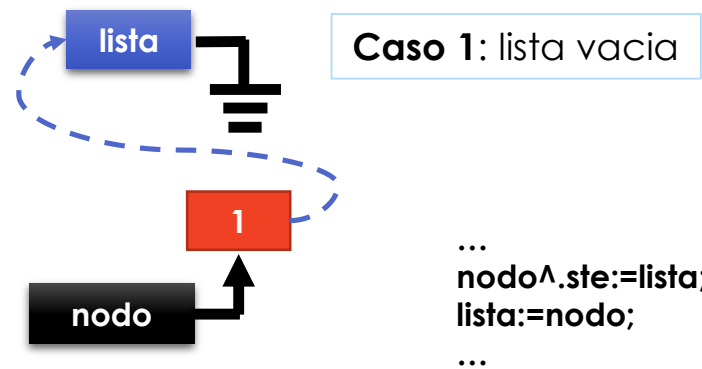 lista
Caso 1: lista vacia
1
nodo
...
nodo^.ste:=lista;
lista:=nodo;
...